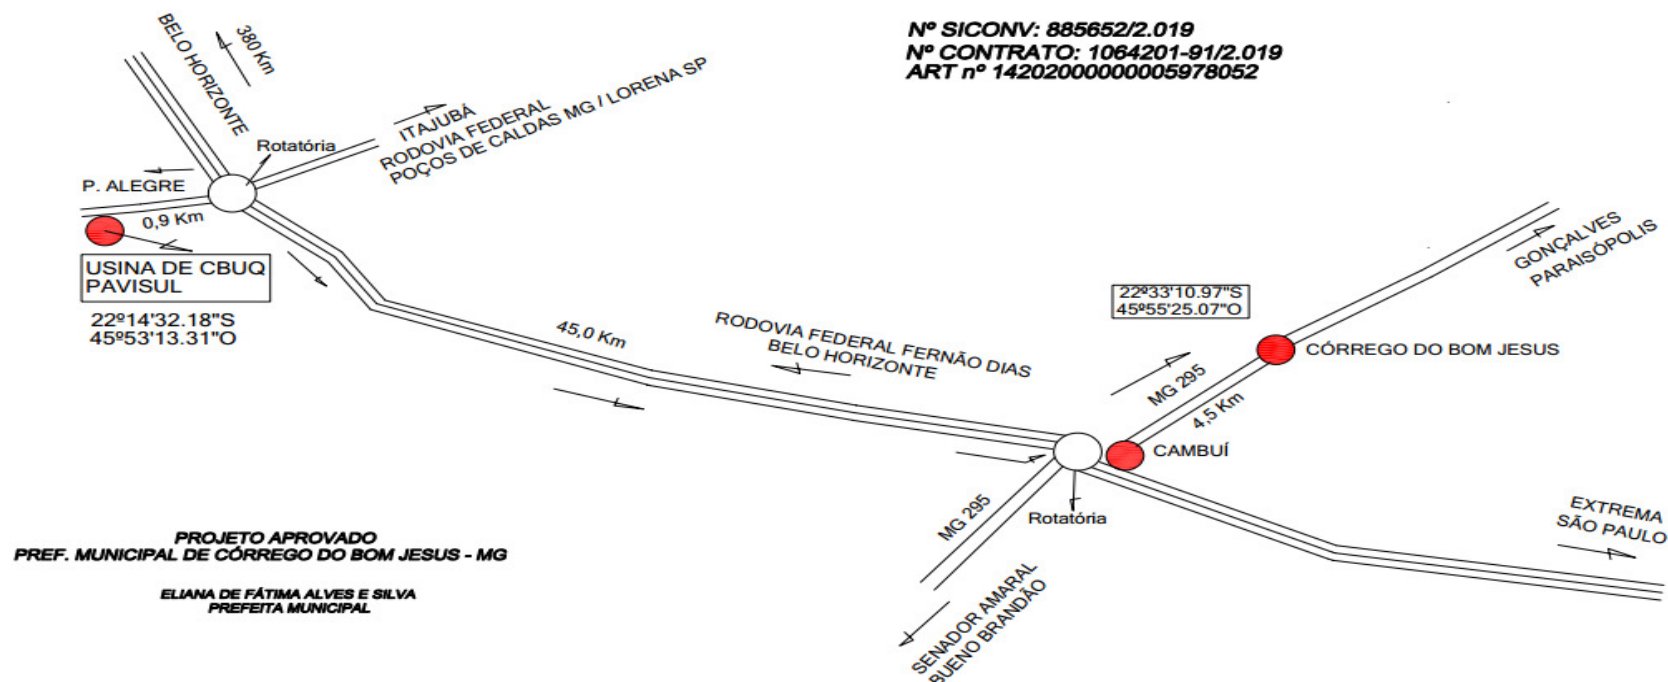 Nº SICONV: 885652/2.019
Nº CONTRATO: 1064201-91/2.019
ART nº 14202000000005978052
BELO HORIZONTE
380 Km
Rotatória
ITAJUBÁ
RODOVIA FEDERAL
POÇOS DE CALDAS MG / LORENA SP
P. ALEGRE
0,9 Km
USINA DE CBUQ
PAVISUL
22º14'32.18"S
45º53'13.31"O
45,0 Km
RODOVIA FEDERAL FERNÃO DIAS
BELO HORIZONTE
22º33'10.97"S
45º55'25.07"O
GONÇALVES
PARAISÓPOLIS
CÓRREGO DO BOM JESUS
MG 295
4,5 Km
CAMBUÍ
MG 295
Rotatória
EXTREMA
SÃO PAULO
SENADOR AMARAL
BUENO BRANDÃO
PROJETO APROVADO
PREF. MUNICIPAL DE CÓRREGO DO BOM JESUS - MG
ELIANA DE FÁTIMA ALVES E SILVA
PREFEITA MUNICIPAL